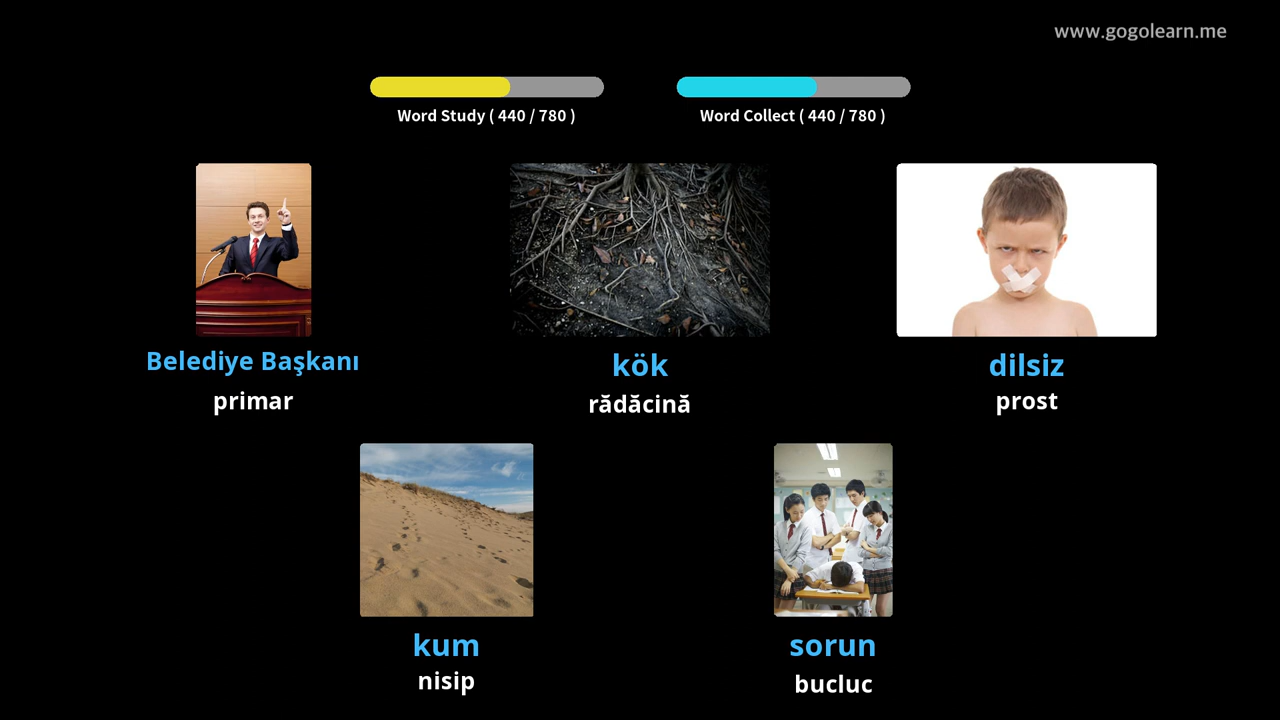 www.gogolearn.me
Word Study ( 440 / 780 )
Word Collect ( 440 / 780 )
Belediye Başkanı
primar
kök
rădăcină
dilsiz
prost
kum
nisip
sorun
bucluc